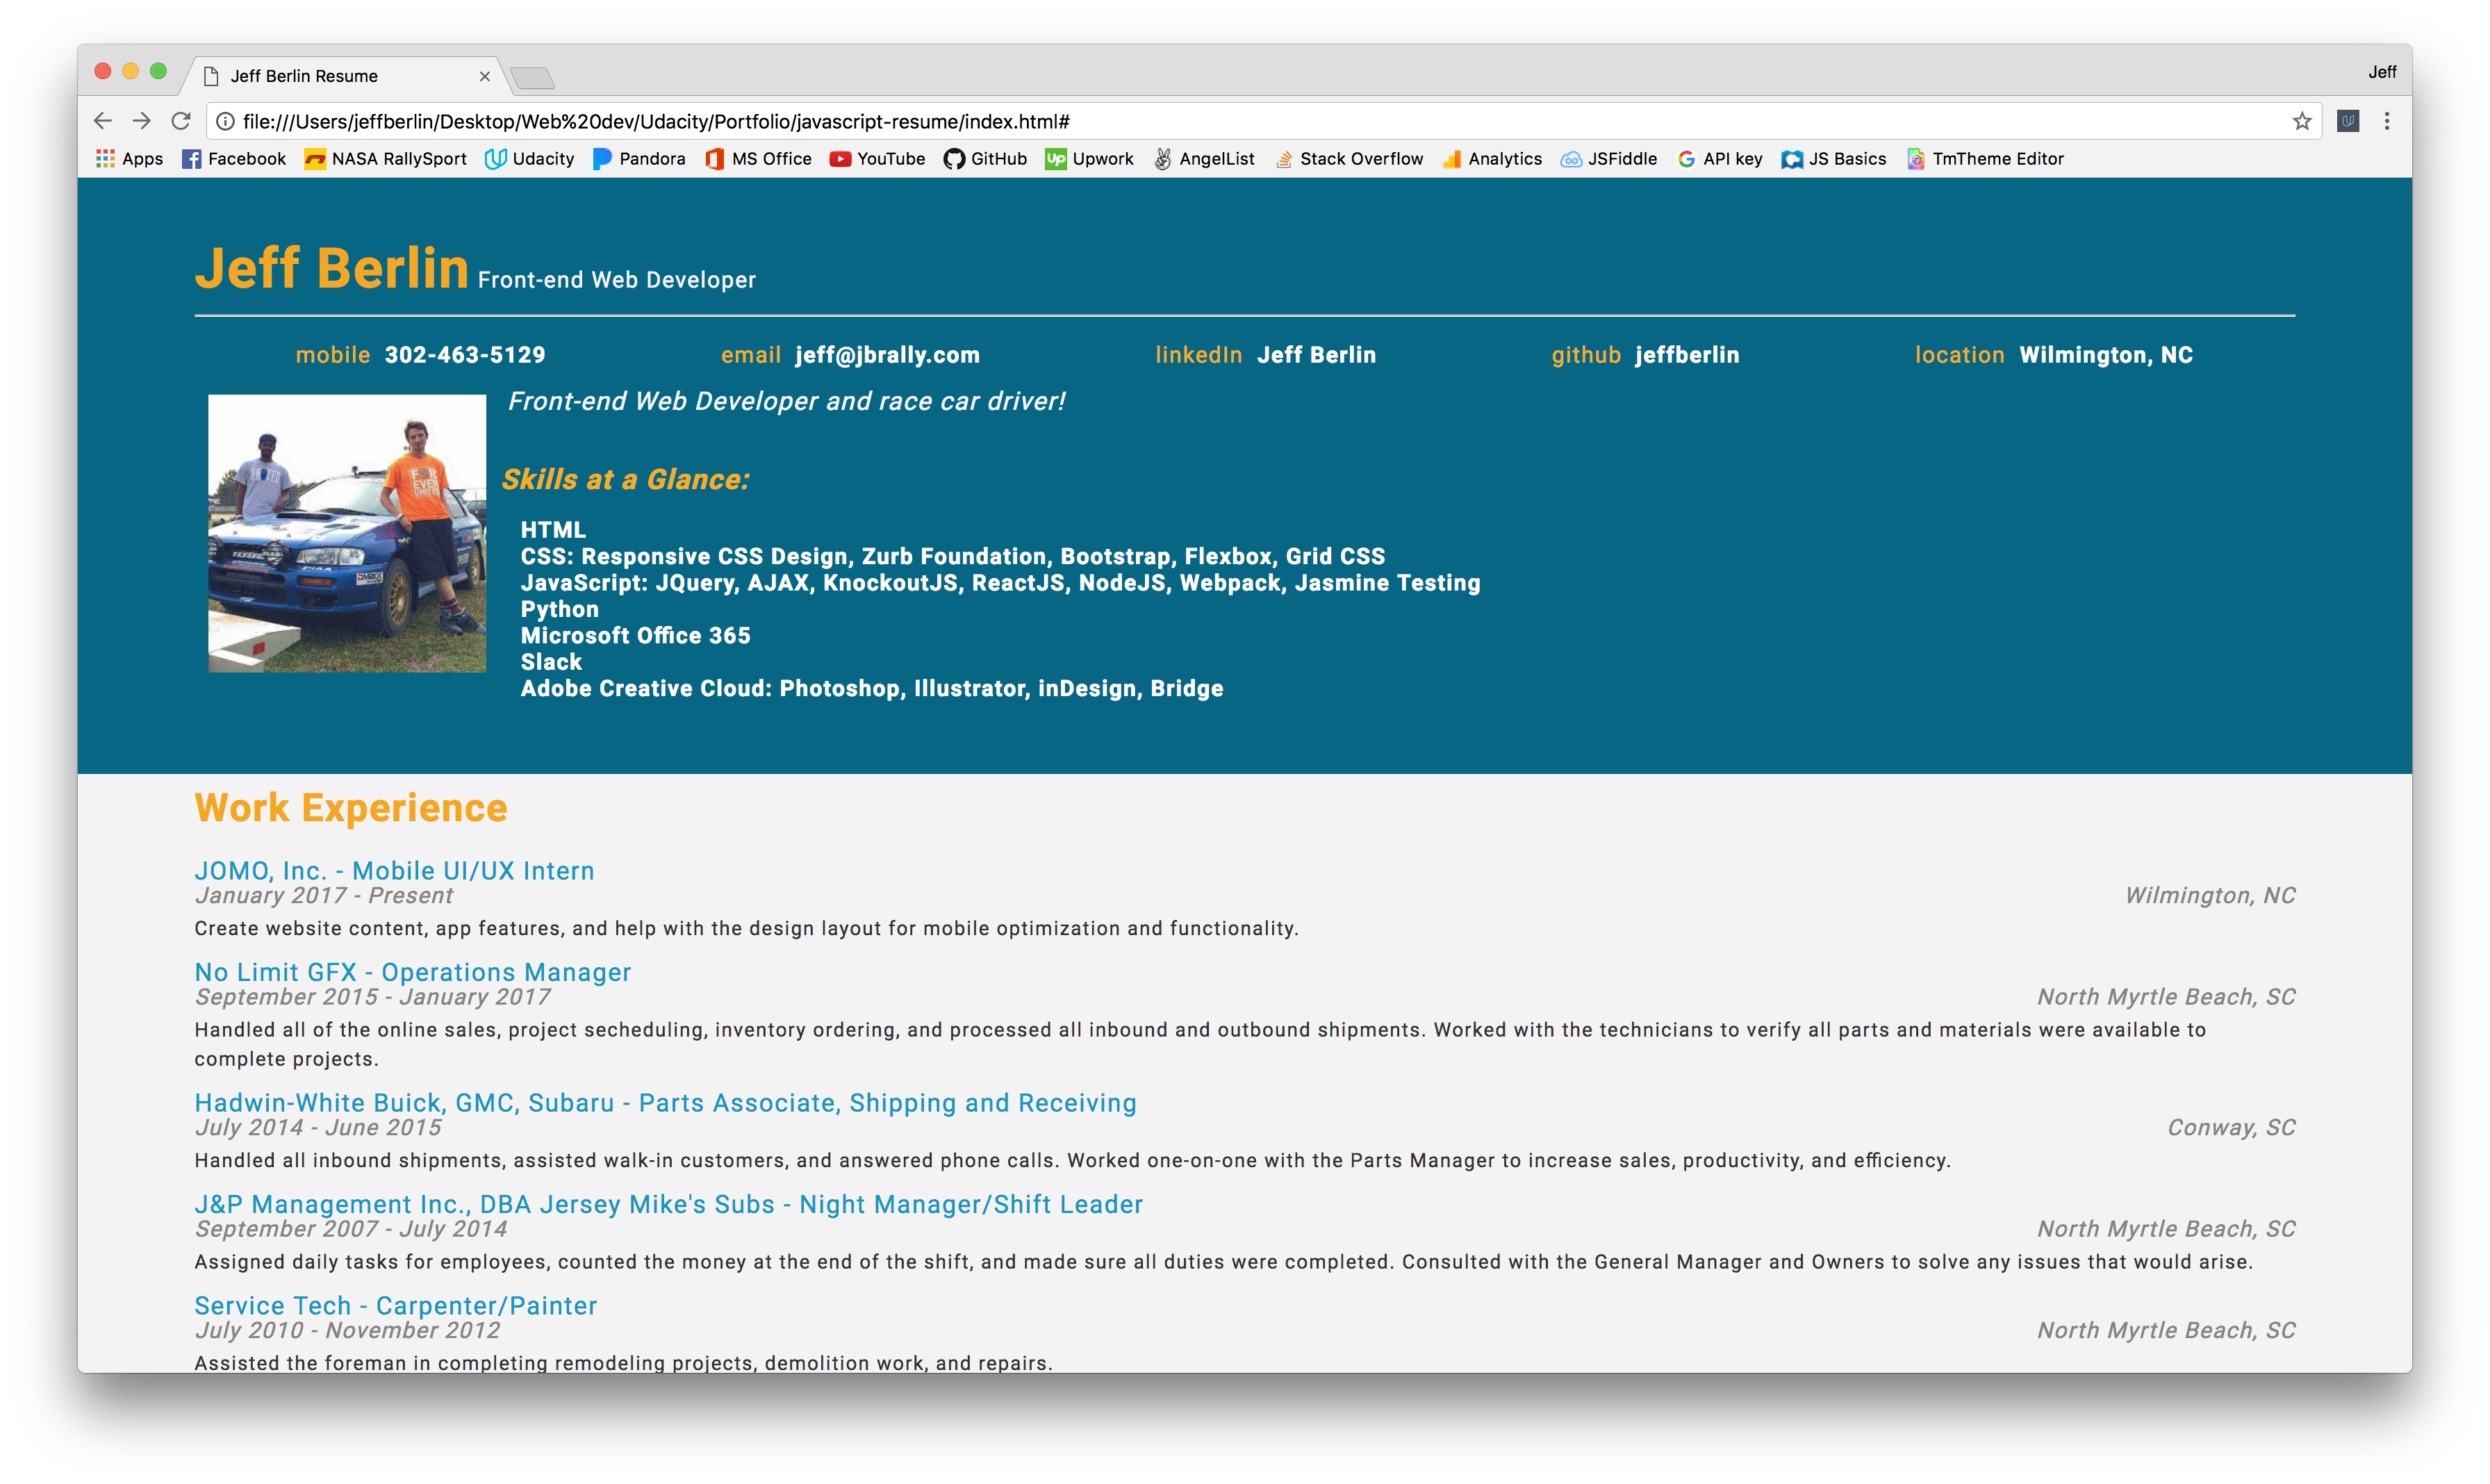 Jeff Berlin Resume
Jeff
file:///Users/jeffberlin/Desktop/Web%20dev/Udacity/Portfolio/javascript-resume/index.html#
Apps Facebook NASA RallySport Udacity Pandora MS Office YouTube GitHub Up Upwork AngelList Stack Overflow Analytics JSFiddle API key JS Basics TmTheme Editor
Jeff Berlin Front-end Web Developer
mobile 302-463-5129 email jeff@jbrally.com linkedIn Jeff Berlin github jeffberlin location Wilmington, NC
Front-end Web Developer and race car driver!
FOR
EVER
UNITED
Skills at a Glance:
HTML
CSS: Responsive CSS Design, Zurb Foundation, Bootstrap, Flexbox, Grid CSS
JavaScript: JQuery, AJAX, KnockoutJS, ReactJS, NodeJS, Webpack, Jasmine Testing
Python
Microsoft Office 365
Slack
Adobe Creative Cloud: Photoshop, Illustrator, inDesign, Bridge
Work Experience
JOMO, Inc. - Mobile UI/UX Intern
January 2017 - Present Wilmington, NC
Create website content, app features, and help with the design layout for mobile optimization and functionality.
No Limit GFX - Operations Manager
September 2015 - January 2017 North Myrtle Beach, SC
Handled all of the online sales, project secheduling, inventory ordering, and processed all inbound and outbound shipments. Worked with the technicians to verify all parts and materials were available to
complete projects.
Hadwin-White Buick, GMC, Subaru - Parts Associate, Shipping and Receiving
July 2014 - June 2015 Conway, SC
Handled all inbound shipments, assisted walk-in customers, and answered phone calls. Worked one-on-one with the Parts Manager to increase sales, productivity, and efficiency.
J&P Management Inc., DBA Jersey Mike's Subs - Night Manager/Shift Leader
September 2007 - July 2014 North Myrtle Beach, SC
Assigned daily tasks for employees, counted the money at the end of the shift, and made sure all duties were completed. Consulted with the General Manager and Owners to solve any issues that would arise.
Service Tech - Carpenter/Painter
July 2010 - November 2012 North Myrtle Beach, SC
Assisted the foreman in completing remodeling projects, demolition work, and repairs.